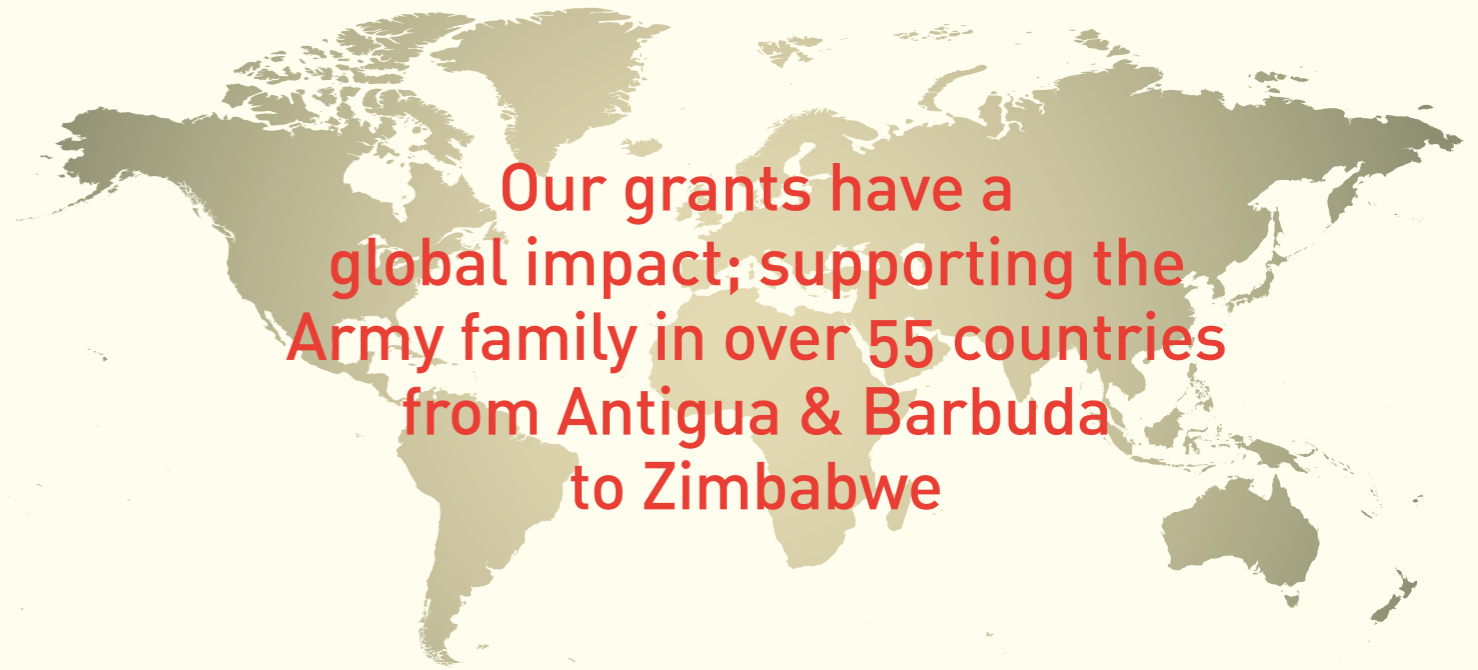 Our grants have a
global impact; supporting the
Army family in over 55 countries
from Antigua & Barbuda
to Zimbabwe